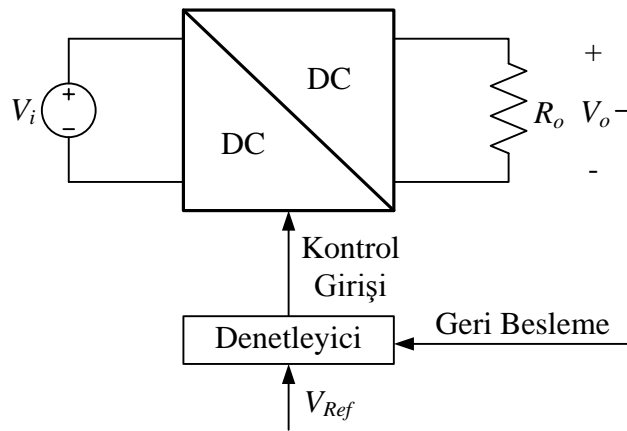 DC
+
V_i
+
-
DC
R_o
V_o
-
Kontrol
Girişi
Denetleyici
Geri Besleme
V_Ref